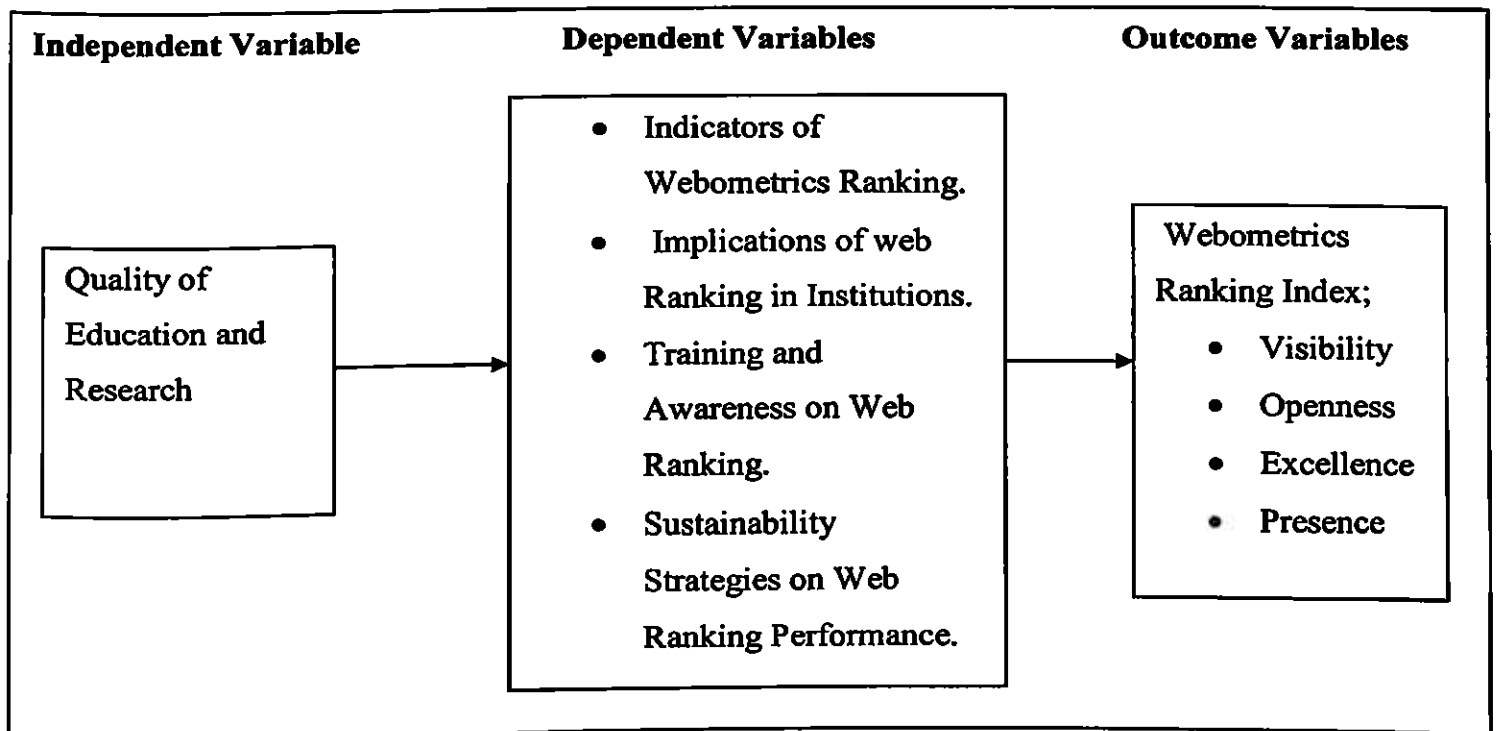 Independent Variable
Dependent Variables
Outcome Variables
Quality of
Education and
Research
• Indicators of
Webometrics Ranking.
• Implications of web
Ranking in Institutions.
• Training and
Awareness on Web
Ranking.
• Sustainability
Strategies on Web
Ranking Performance.
Webometrics
Ranking Index;
• Visibility
• Openness
• Excellence
• Presence